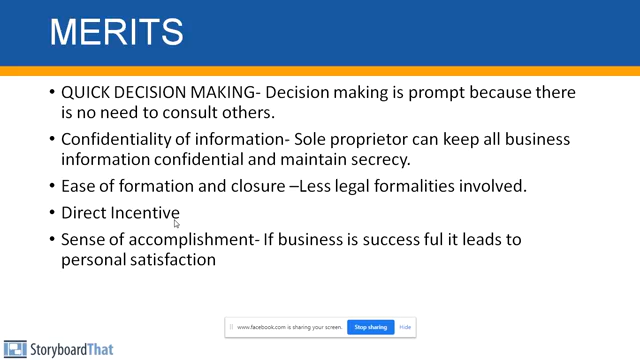 MERITS
• QUICK DECISION MAKING- Decision making is prompt because there
is no need to consult others.
• Confidentiality of information- Sole proprietor can keep all business
information confidential and maintain secrecy.
• Ease of formation and closure –Less legal formalities involved.
• Direct Incentive
• Sense of accomplishment- If business is success ful it leads to
personal satisfaction
www.facebook.com is sharing your screen. Stop sharing Hide
StoryboardThat